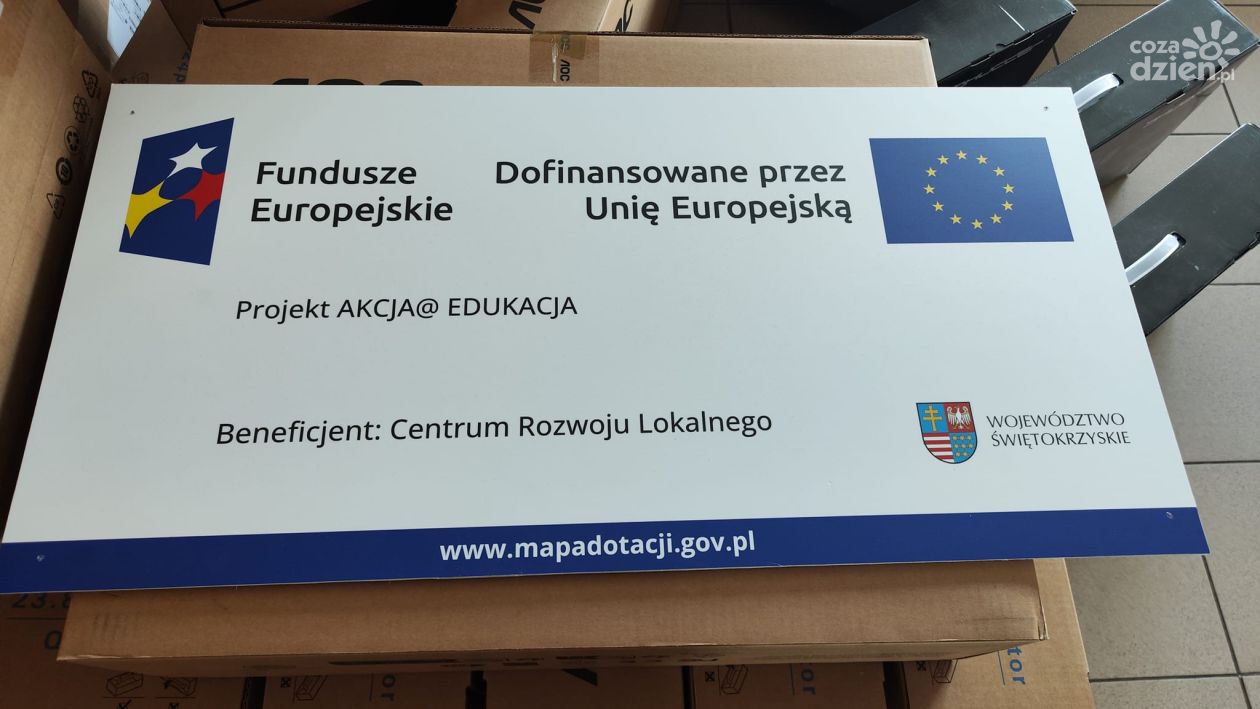 coza
dzien.pl
AOC
Fundusze
Europejskie
Dofinansowane przez
Unię Europejską
Projekt AKCJA@ EDUKACJA
Beneficjent: Centrum Rozwoju Lokalnego
WOJEWÓDZTWO
ŚWIĘTOKRZYSKIE
www.mapadotacji.gov.pl